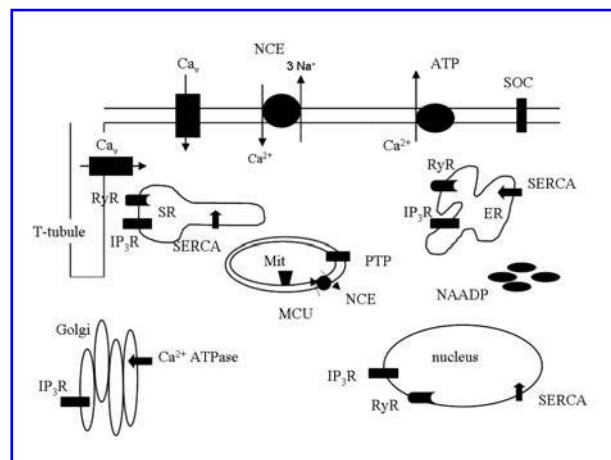 NCE
3 Na⁺
ATP
Caᵥ
SOC
Ca²⁺
Ca²⁺
Caᵥ
RyR
SR
IP₃R
SERCA
T-tubule
RyR
SERCA
IP₃R
ER
Mit
PTP
NCE
MCU
NAADP
Golgi
Ca²⁺ ATPase
IP₃R
nucleus
IP₃R
RyR
SERCA